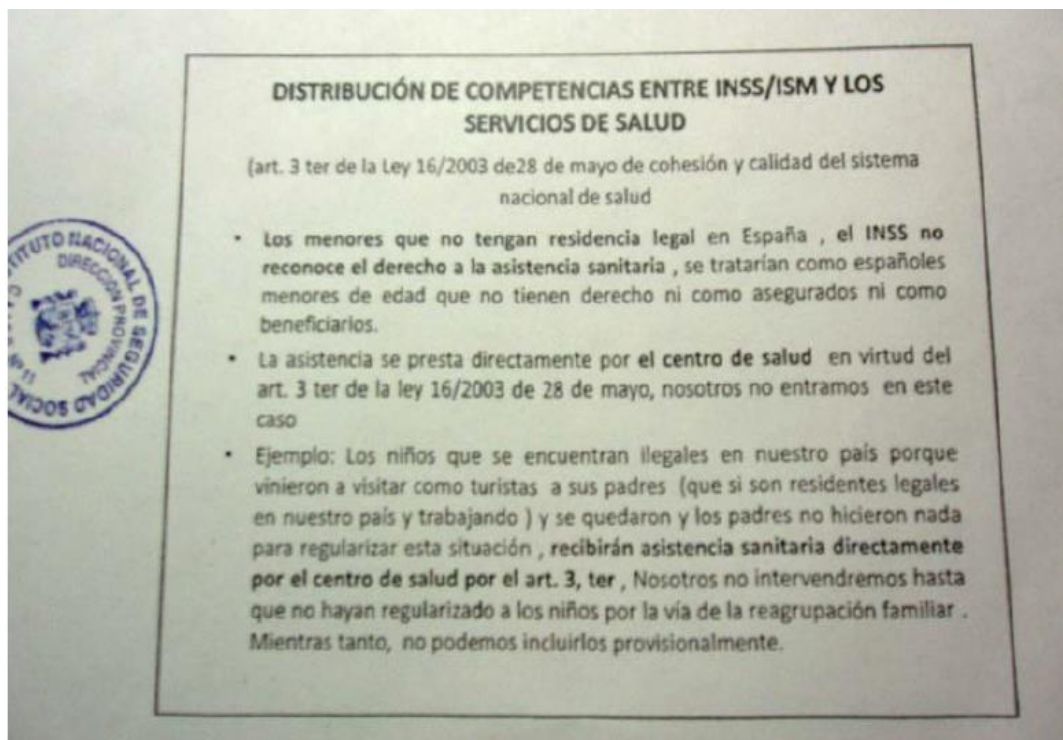 DISTRIBUCIÓN DE COMPETENCIAS ENTRE INSS/ISM Y LOS
SERVICIOS DE SALUD
(art. 3 ter de la Ley 16/2003 de28 de mayo de cohesión y calidad del sistema
nacional de salud
• Los menores que no tengan residencia legal en España , el INSS no
reconoce el derecho a la asistencia sanitaria , se tratarían como españoles
menores de edad que no tienen derecho ni como asegurados ni como
beneficiarios.
• La asistencia se presta directamente por el centro de salud en virtud del
art. 3 ter de la ley 16/2003 de 28 de mayo, nosotros no entramos en este
caso
• Ejemplo: Los niños que se encuentran ilegales en nuestro país porque
vinieron a visitar como turistas a sus padres (que si son residentes legales
en nuestro país y trabajando ) y se quedaron y los padres no hicieron nada
para regularizar esta situación , recibirán asistencia sanitaria directamente
por el centro de salud por el art. 3, ter , Nosotros no intervendremos hasta
que no hayan regularizado a los niños por la vía de la reagrupación familiar .
Mientras tanto, no podemos incluirlos provisionalmente.
TITUTO NACIONAL DE SEGURIDAD SOCIAL
DIRECCIÓN PROVINCIAL